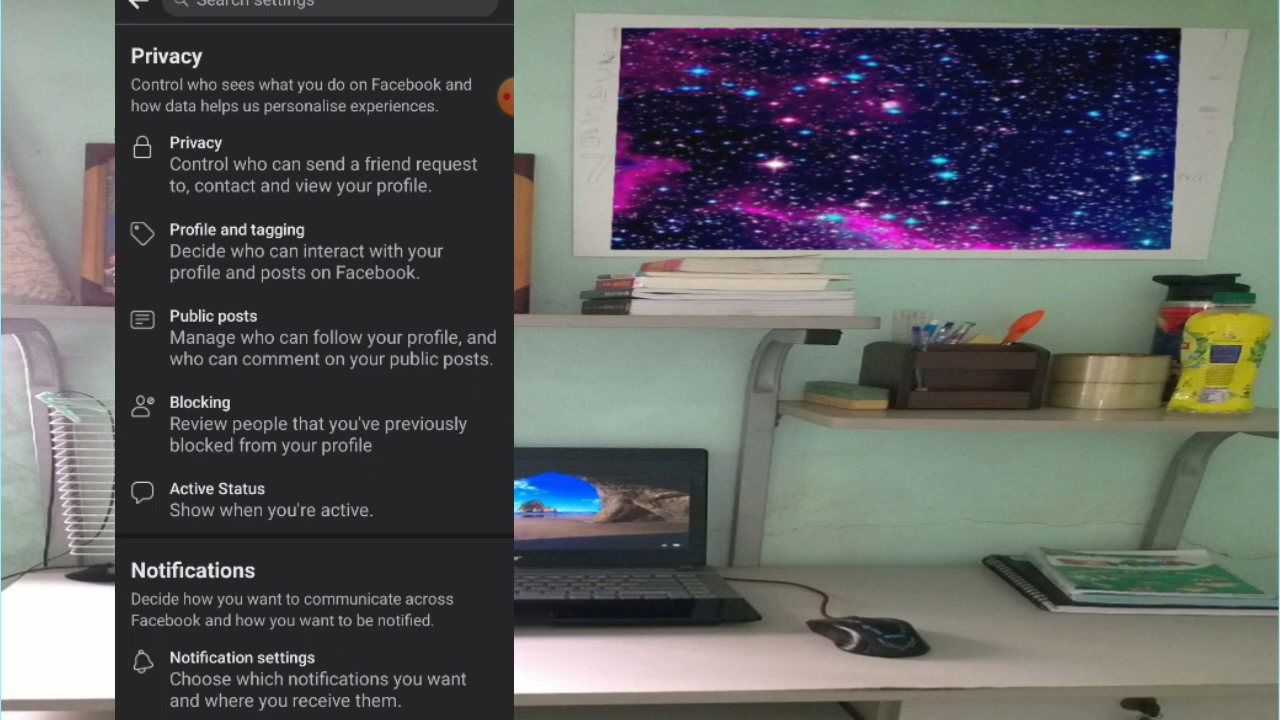 Search settings
Privacy
Control who sees what you do on Facebook and
how data helps us personalise experiences.
Privacy
Control who can send a friend request
to, contact and view your profile.
Profile and tagging
Decide who can interact with your
profile and posts on Facebook.
Public posts
Manage who can follow your profile, and
who can comment on your public posts.
Blocking
Review people that you've previously
blocked from your profile
Active Status
Show when you're active.
Notifications
Decide how you want to communicate across
Facebook and how you want to be notified.
Notification settings
Choose which notifications you want
and where you receive them.